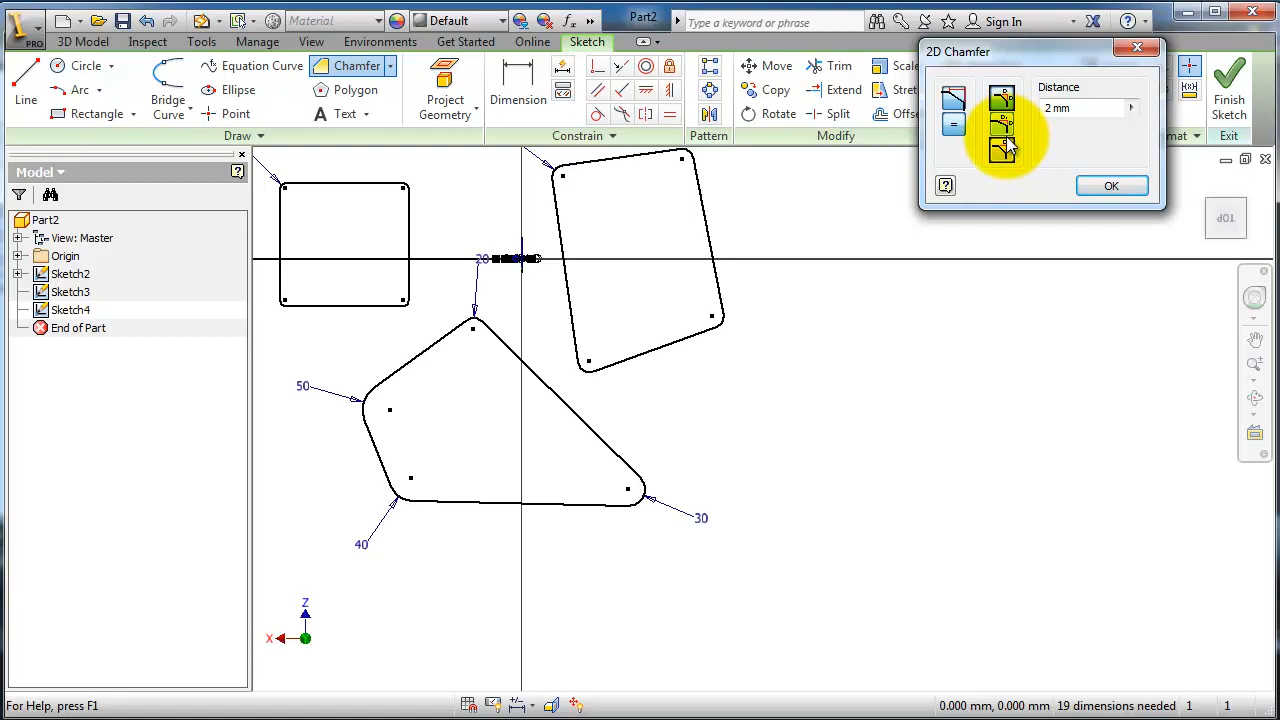 Material
Default
fx
Part2
Type a keyword or phrase
Sign In
PRO
3D Model
Inspect
Tools
View
Manage
Environments
Get Started
Online
Sketch
Line
Circle
Arc
Rectangle
Bridge
Curve
Equation Curve
Ellipse
Point
Chamfer
Polygon
Text
Project
Geometry
Dimension
Move
Copy
Rotate
Trim
Extend
Split
Scale
Offs
Finish
Sketch
Draw
Constrain
Pattern
Modify
mat
Exit
2D Chamfer
Distance
2 mm
OK
Model
Part2
View: Master
Origin
Sketch2
Sketch3
Sketch4
End of Part
TOP
20
50
40
30
Z
X
For Help, press F1
0.000 mm, 0.000 mm
19 dimensions needed
1
1